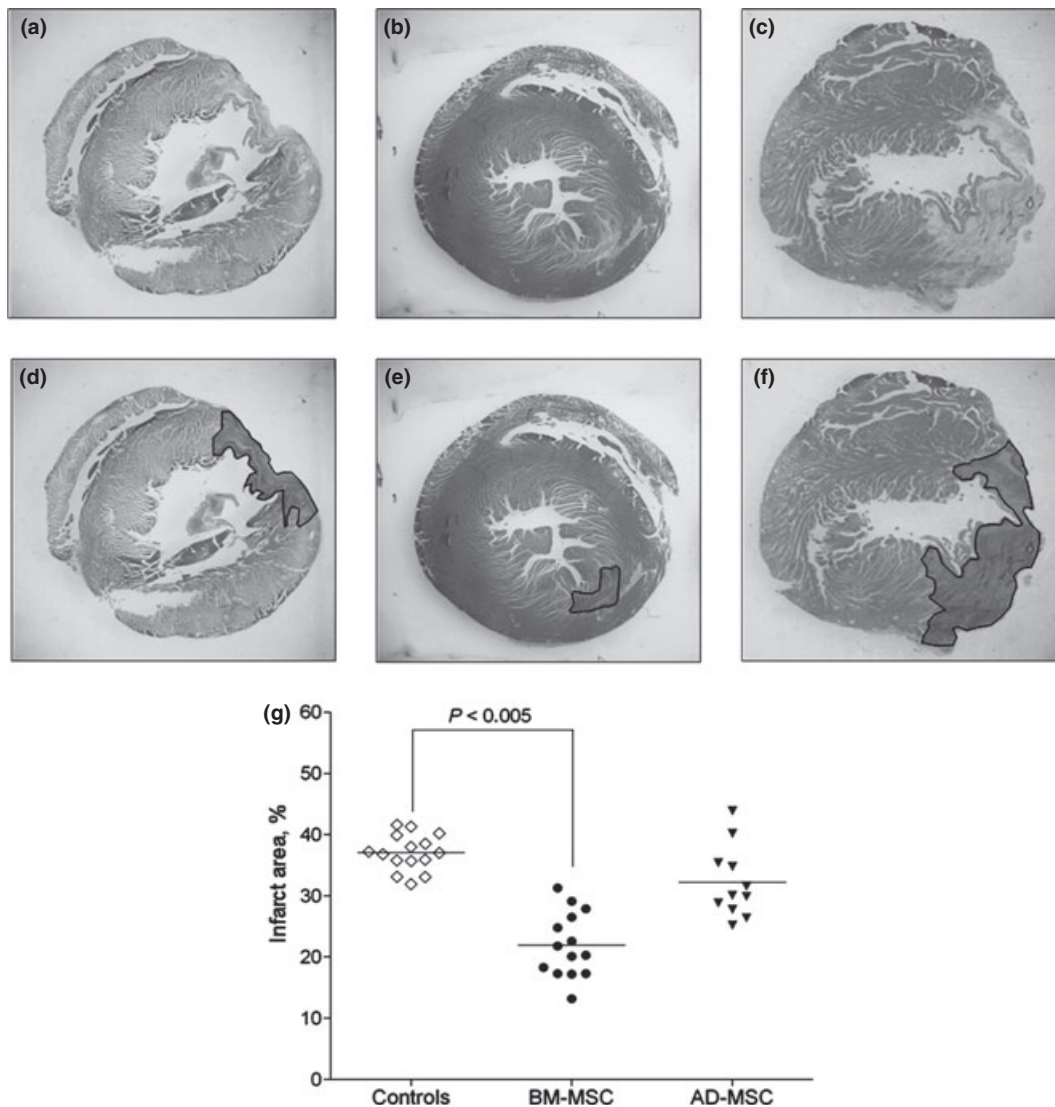 (a)
(b)
(c)
(d)
(e)
(f)
(g)
P < 0.005
Infarct area, %
60
50
40
30
20
10
0
Controls BM-MSC AD-MSC